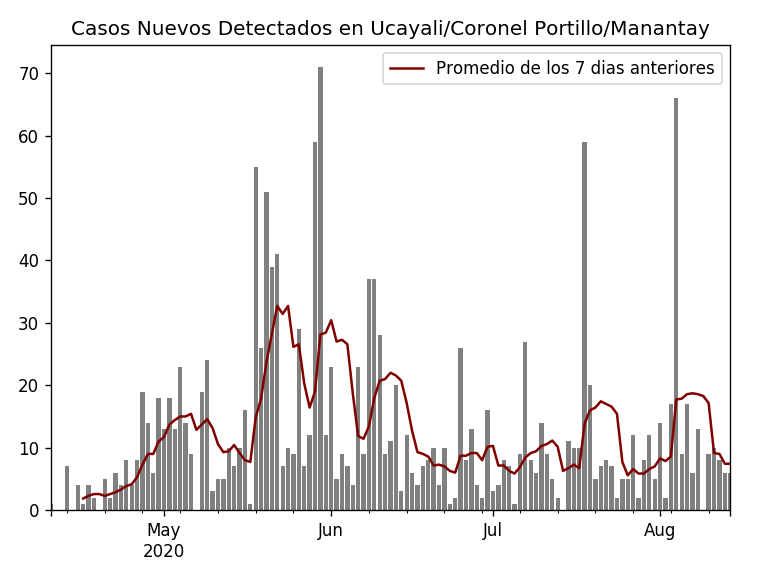 Casos Nuevos Detectados en Ucayali/Coronel Portillo/Manantay
Promedio de los 7 dias anteriores
70
60
50
40
30
20
10
0
May
2020
Jun
Jul
Aug